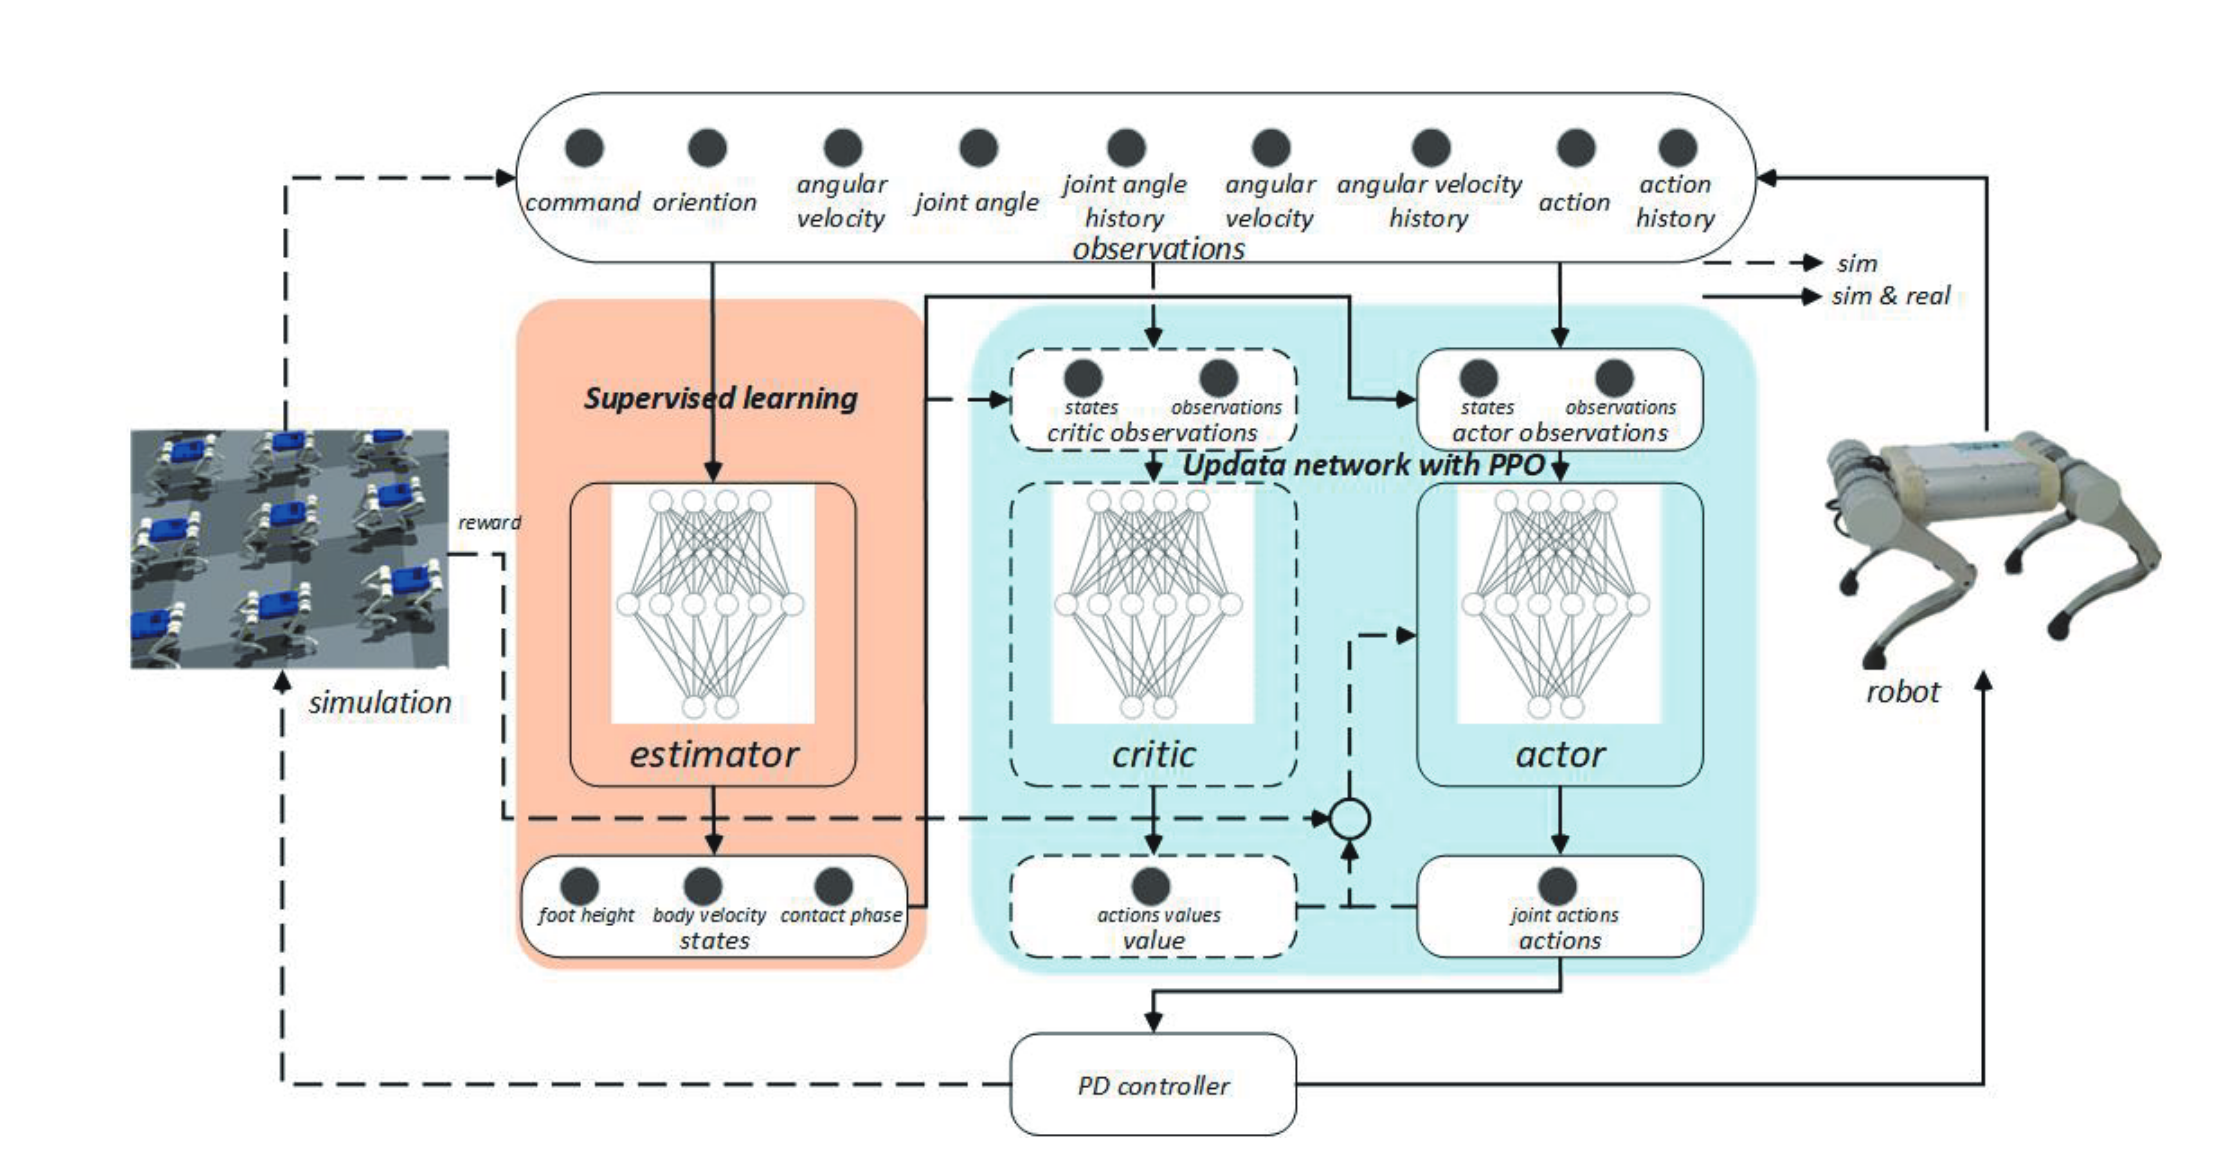 command
oriention
angular
velocity
joint angle
joint angle
history
angular
velocity
angular velocity
history
action
action
history
observations
sim
sim & real
Supervised learning
states
observations
critic observations
states
observations
actor observations
Updata network with PPO
reward
simulation
estimator
critic
actor
robot
foot height
body velocity
contact phase
states
actions values
value
joint actions
actions
PD controller